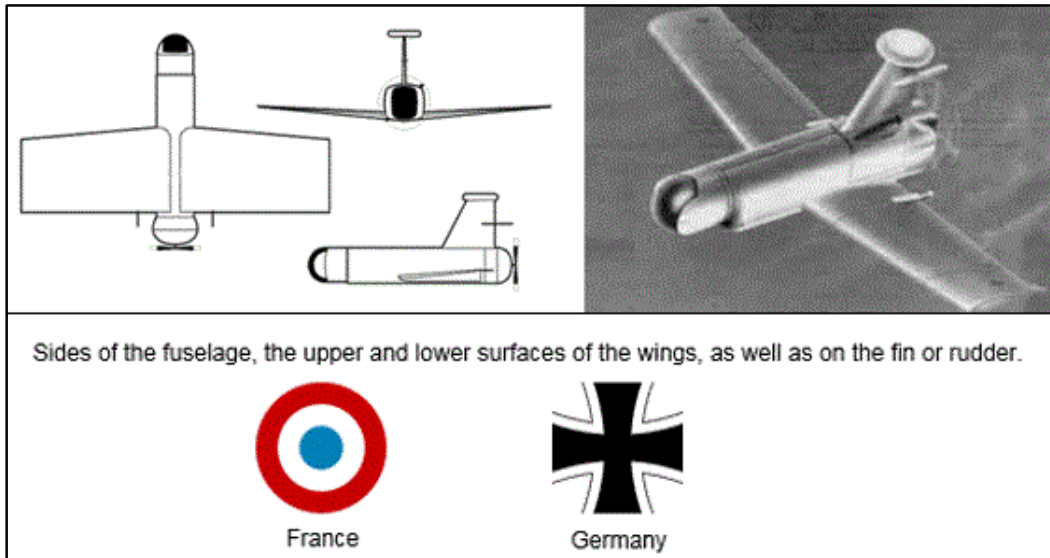 Sides of the fuselage, the upper and lower surfaces of the wings, as well as on the fin or rudder.
France
Germany